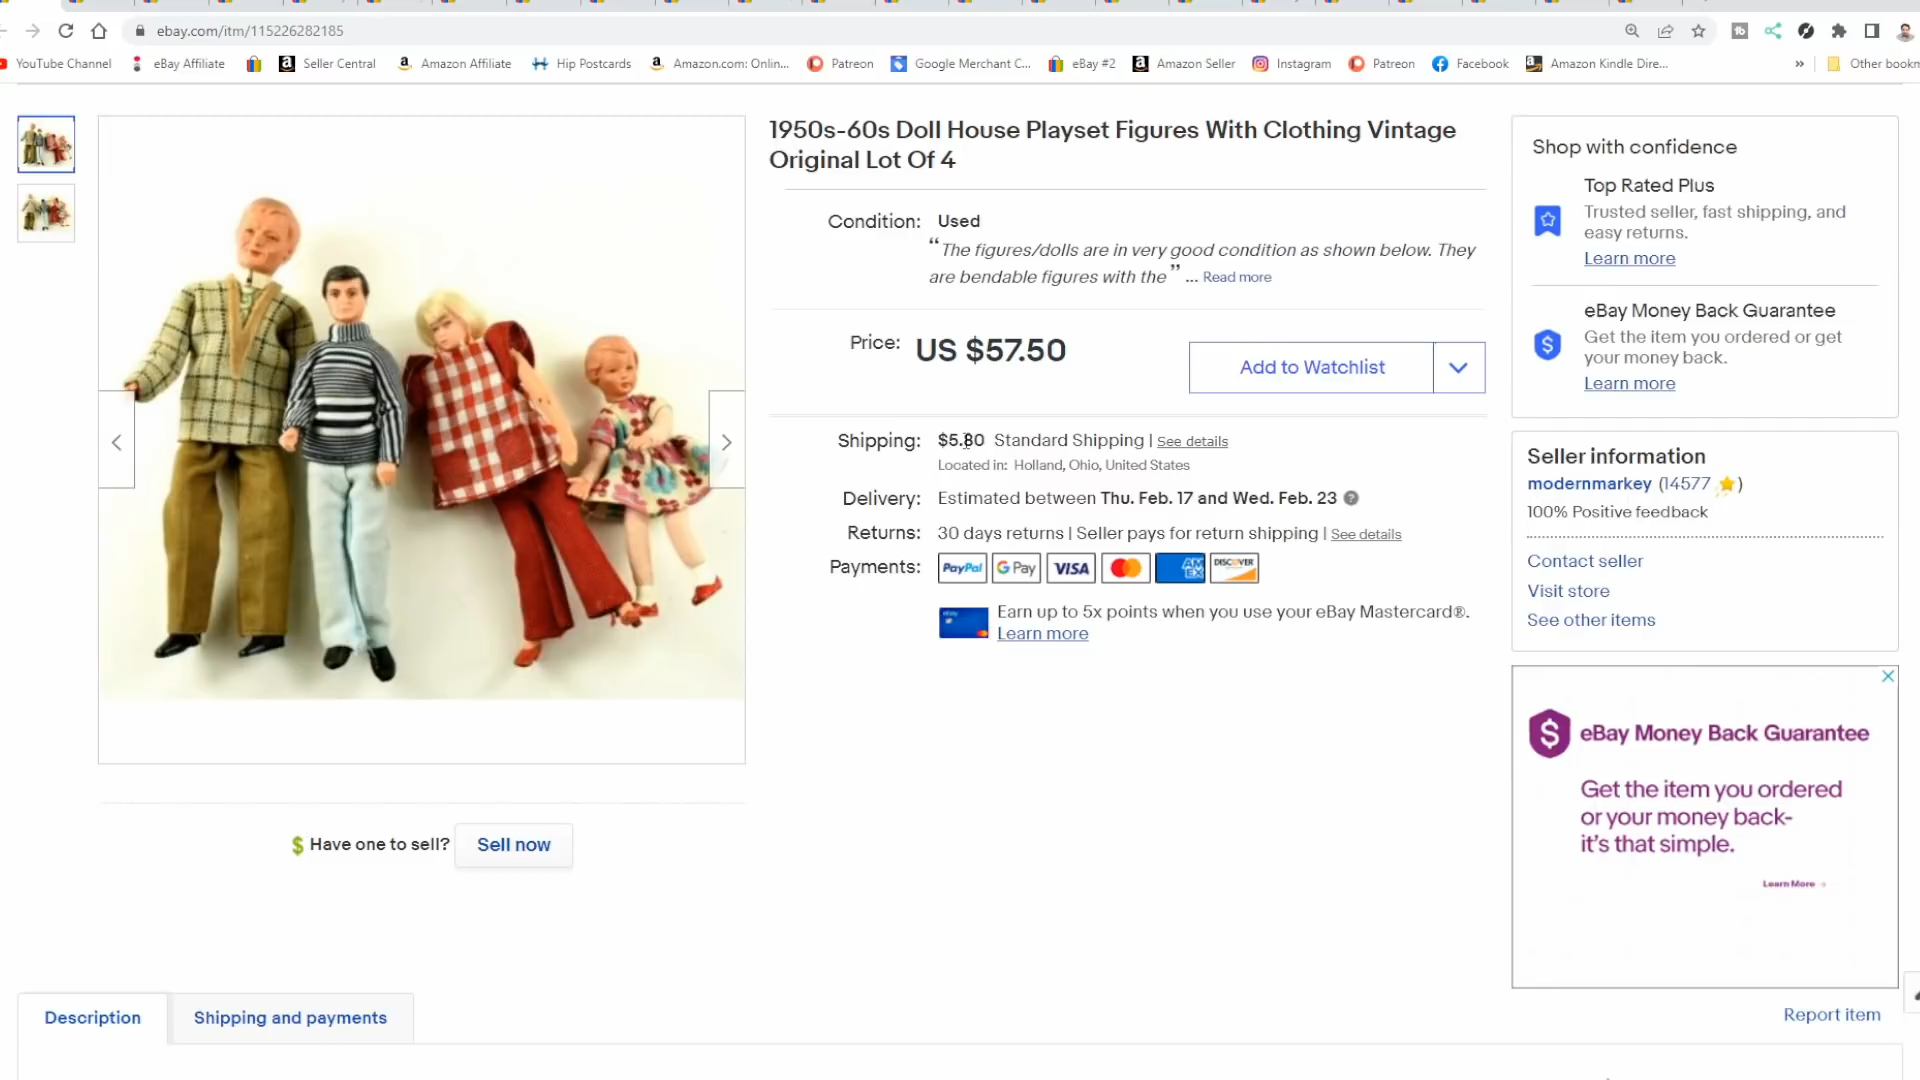 ebay.com/itm/115226282185
YouTube Channel
eBay Affiliate
Seller Central
Amazon Affiliate
Hip Postcards
Amazon.com: Onlin...
Patreon
Google Merchant C...
eBay #2
Amazon Seller
Instagram
Patreon
Facebook
Amazon Kindle Dire...
»
Other bookm
1950s-60s Doll House Playset Figures With Clothing Vintage
Original Lot Of 4
Condition: Used
“The figures/dolls are in very good condition as shown below. They
are bendable figures with the” ... Read more
Price: US $57.50
Add to Watchlist
Shipping: Standard Shipping | See details
Located in: Holland, Ohio, United States
Delivery: Estimated between Thu. Feb. 17 and Wed. Feb. 23
Returns: 30 days returns | Seller pays for return shipping | See details
Payments: PayPal G Pay VISA AM EX DISCOVER
Earn up to 5x points when you use your eBay Mastercard®.
Learn more
$ Have one to sell? Sell now
Description
Shipping and payments
Shop with confidence
Top Rated Plus
Trusted seller, fast shipping, and
easy returns.
Learn more
eBay Money Back Guarantee
Get the item you ordered or get
your money back.
Learn more
Seller information
modernmarkey (14577)
100% Positive feedback
Contact seller
Visit store
See other items
eBay Money Back Guarantee
Get the item you ordered
or your money back-
it's that simple.
Learn More
Report item